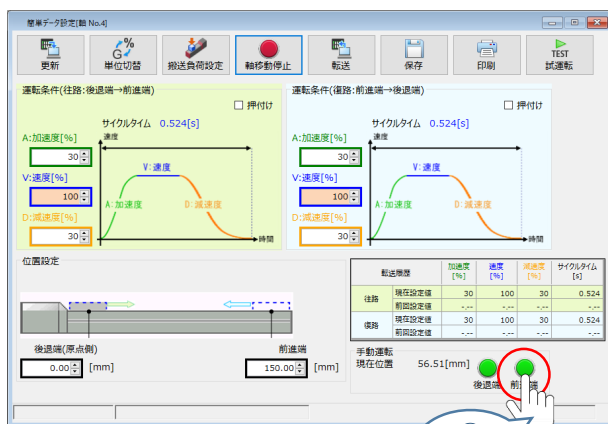 簡単データ設定[軸 No.4]
更新 単位切替 搬送負荷設定 軸移動停止 転送 保存 印刷 TEST 試運転
運転条件(往路:後退端→前進端)
押付け
サイクルタイム 0.524[s]
A:加速度[%]
30
V:速度[%]
100
D:減速度[%]
30
速度
V:速度
A:加速度
D:減速度
時間
運転条件(復路:前進端→後退端)
押付け
サイクルタイム 0.524[s]
A:加速度[%]
30
V:速度[%]
100
D:減速度[%]
30
速度
V:速度
A:加速度
D:減速度
時間
位置設定
後退端(原点側)
0.00 [mm]
前進端
150.00 [mm]
転送履歴 加速度[%] 速度[%] 減速度[%] サイクルタイム[s]
往路 現在設定値 30 100 30 0.524
前回設定値 -.-- -.-- -.-- -.--
復路 現在設定値 30 100 30 0.524
前回設定値 -.-- -.-- -.-- -.--
手動運転
現在位置 56.51[mm]
後退端 前進端